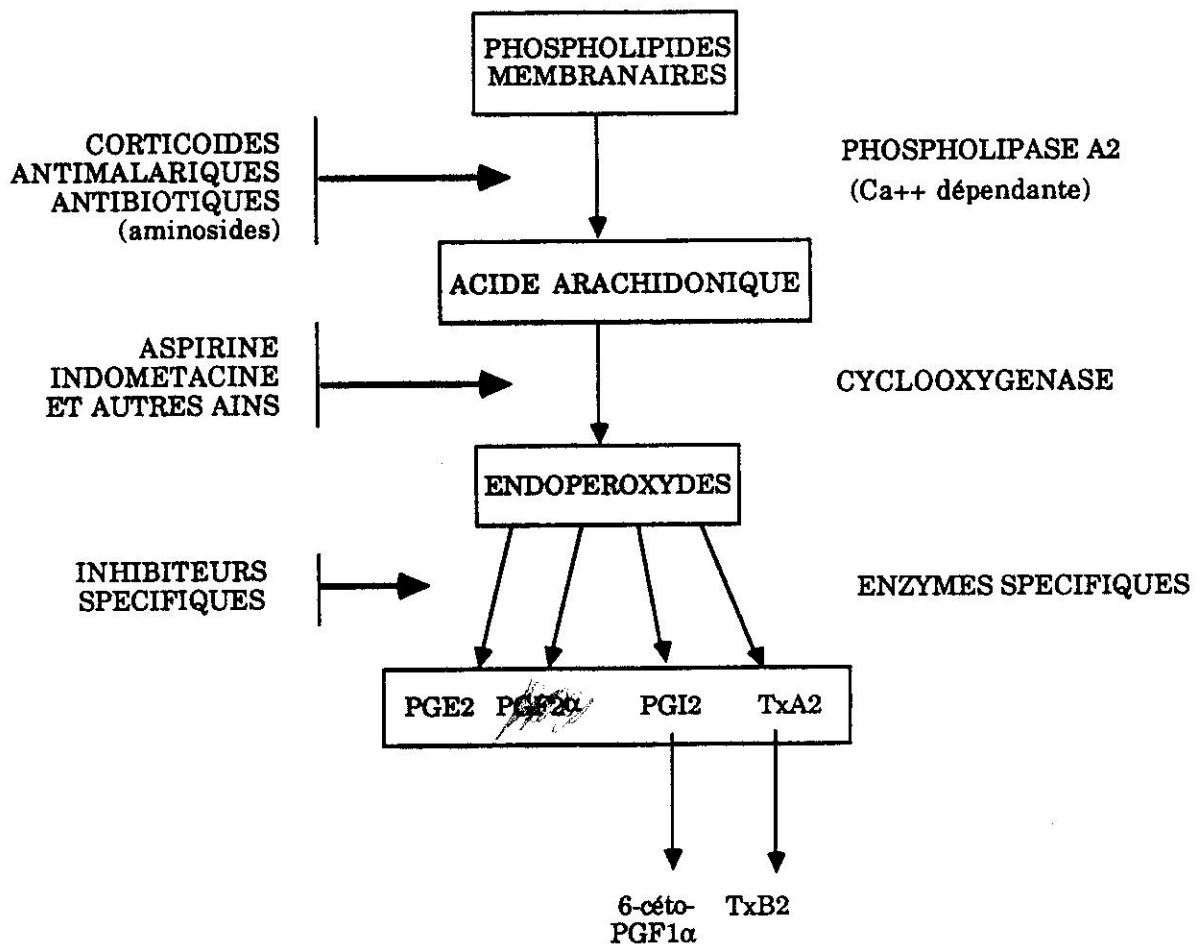 PHOSPHOLIPIDES
MEMBRANAIRES
CORTICOIDES
ANTIMALARIQUES
ANTIBIOTIQUES
(aminosides)
PHOSPHOLIPASE A2
(Ca++ dépendante)
ACIDE ARACHIDONIQUE
ASPIRINE
INDOMETACINE
ET AUTRES AINS
CYCLOOXYGENASE
ENDOPEROXYDES
INHIBITEURS
SPECIFIQUES
ENZYMES SPECIFIQUES
PGE2 PGF2α PGI2 TxA2
6-céto- TxB2
PGF1α